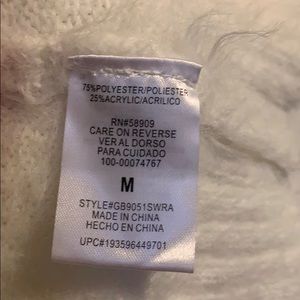 75%POLYESTER/POLIESTER
25%ACRYLIC/ACRILICO
RN#58909
CARE ON REVERSE
VER AL DORSO
PARA CUIDADO
100-00074767
M
STYLE#GB9051SWRA
MADE IN CHINA
HECHO EN CHINA
UPC#193596449701